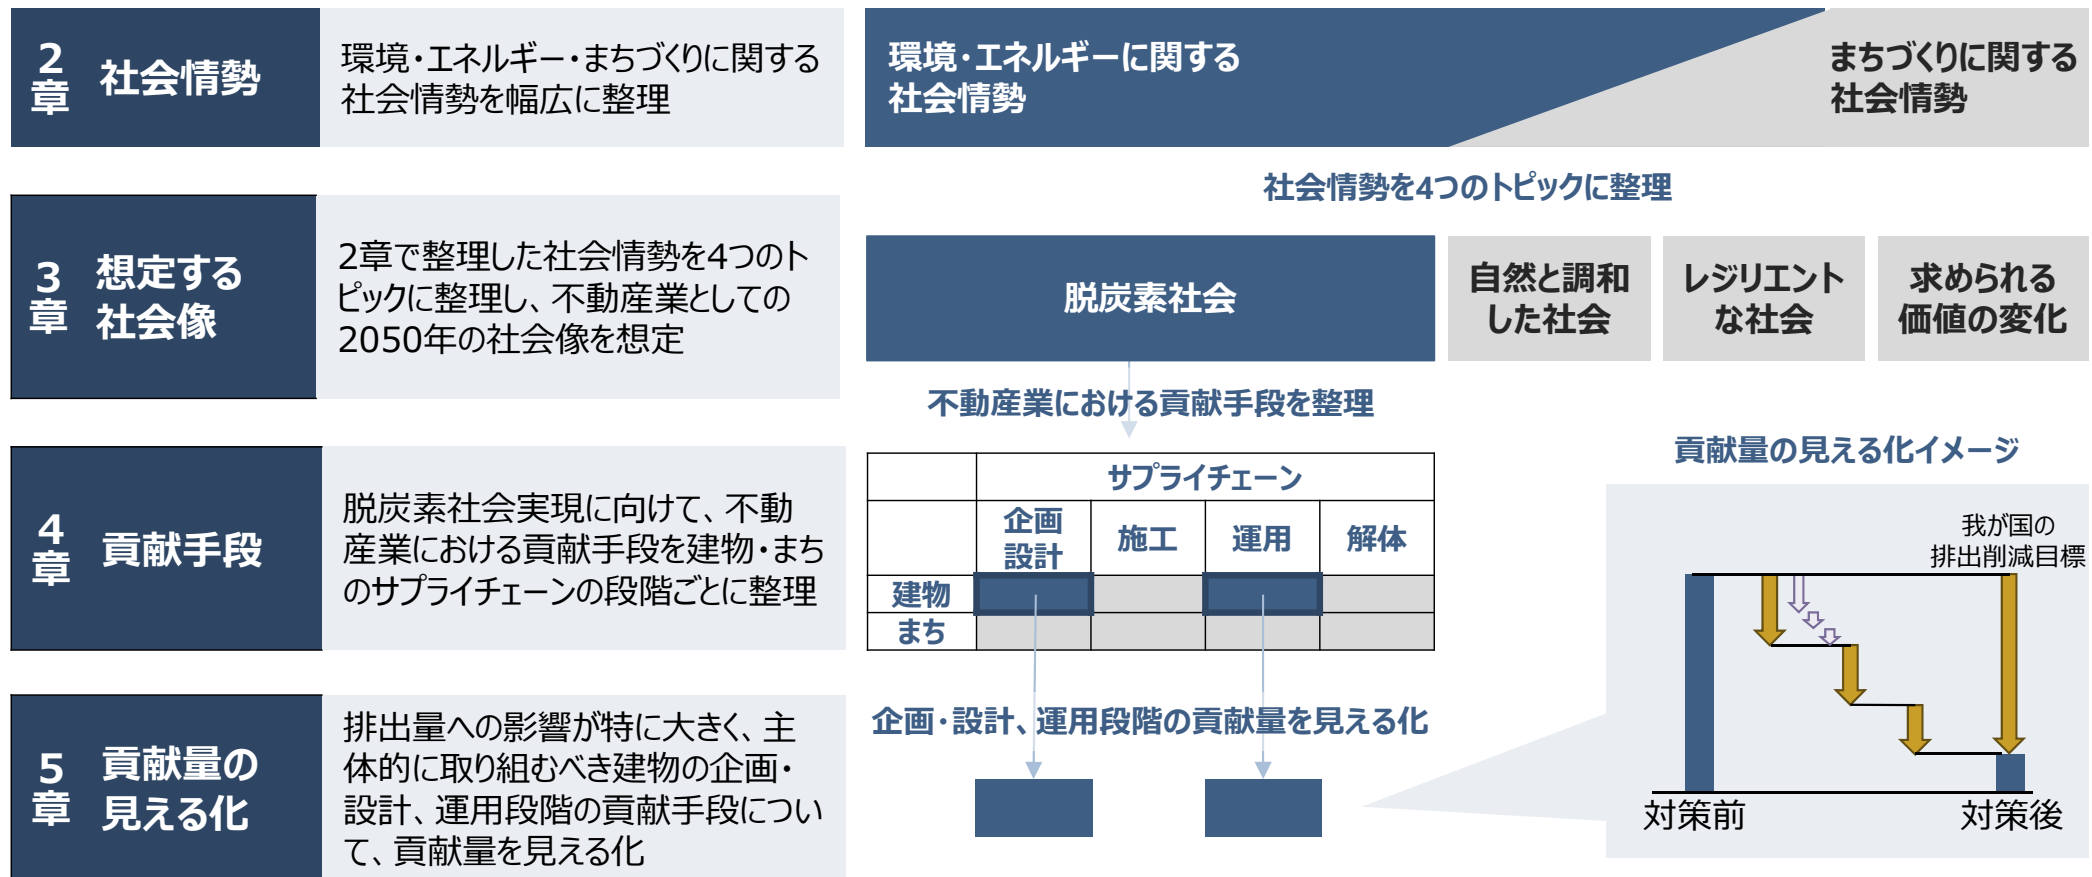 2
章
社会情勢
環境・エネルギー・まちづくりに関する
社会情勢を幅広に整理
環境・エネルギーに関する
社会情勢
まちづくりに関する
社会情勢
社会情勢を4つのトピックに整理
3
章
想定する
社会像
2章で整理した社会情勢を4つのト
ピックに整理し、不動産業としての
2050年の社会像を想定
脱炭素社会
自然と調和
した社会
レジリエント
な社会
求められる
価値の変化
不動産業における貢献手段を整理
4
章
貢献手段
脱炭素社会実現に向けて、不動
産業における貢献手段を建物・まち
のサプライチェーンの段階ごとに整理
サプライチェーン
企画
設計
施工
運用
解体
建物
まち
貢献量の見える化イメージ
我が国の
排出削減目標
対策前
対策後
5
章
貢献量の
見える化
排出量への影響が特に大きく、主
体的に取り組むべき建物の企画・
設計、運用段階の貢献手段につい
て、貢献量を見える化
企画・設計、運用段階の貢献量を見える化